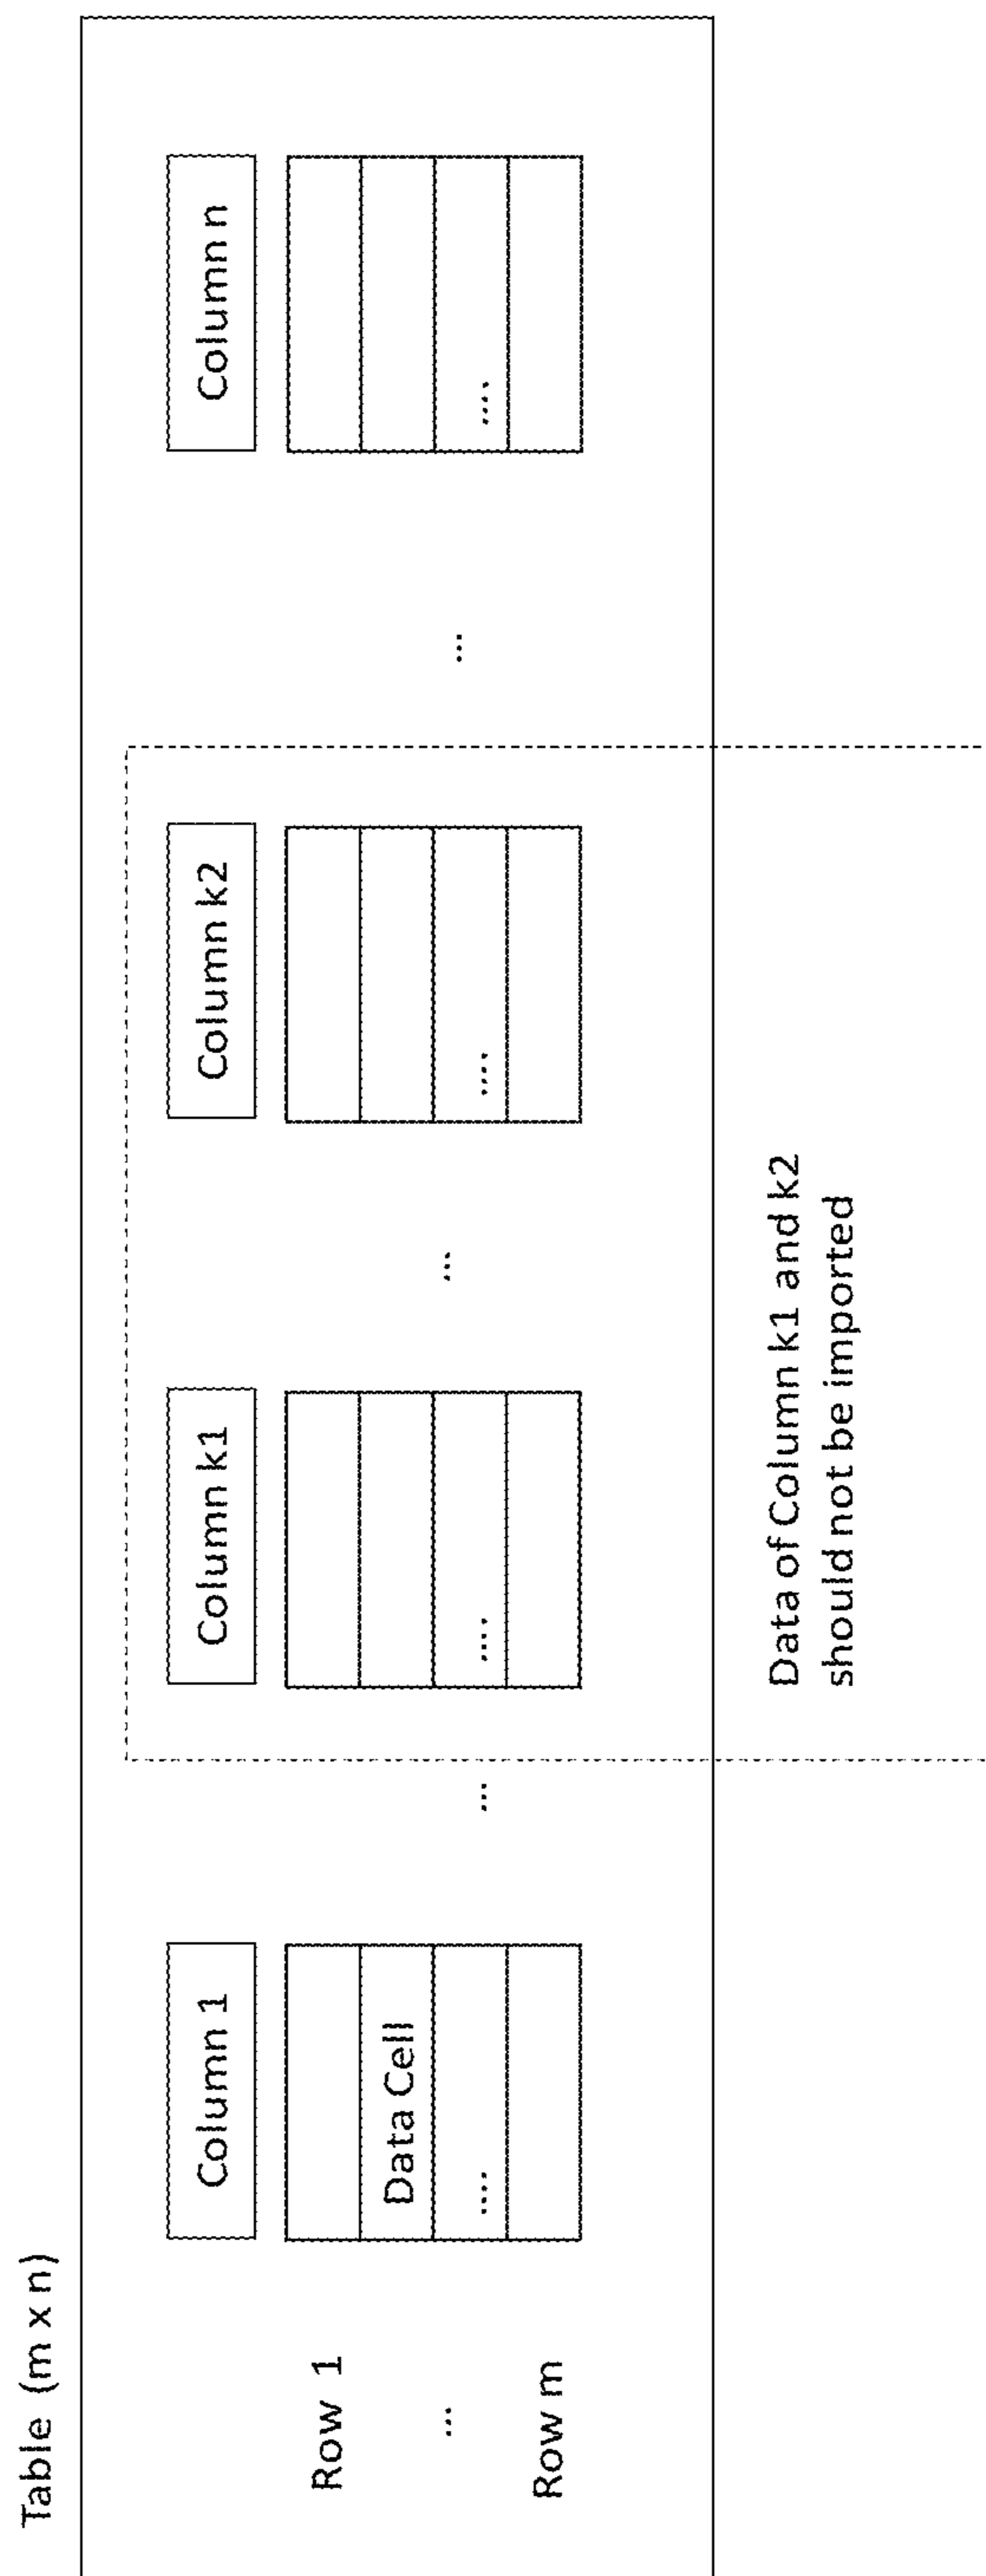 Table (m x n)
Column 1
Column k1
Column k2
Column n
Row 1
Data Cell
...
....
...
....
...
....
...
....
Row m
Data of Column k1 and k2
should not be imported